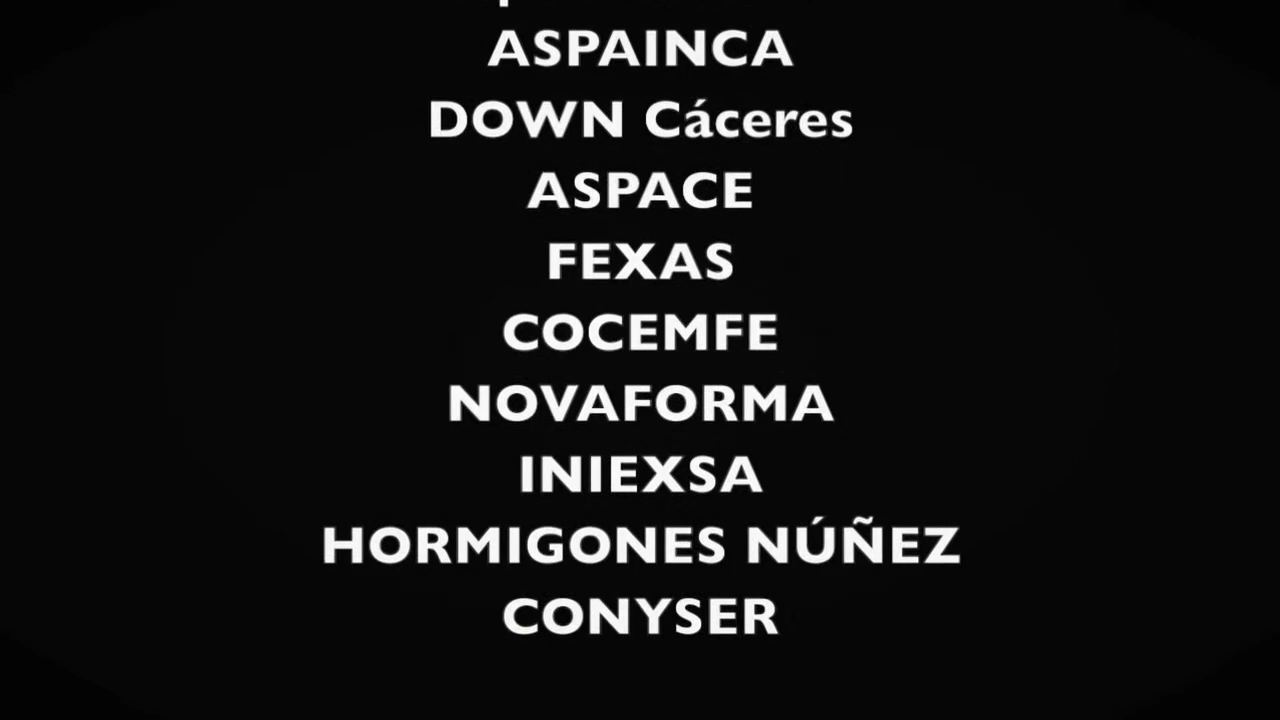 ASPAINCA
DOWN Cáceres
ASPACE
FEXAS
COCEMFE
NOVAFORMA
INIEXSA
HORMIGONES NÚÑEZ
CONYSER